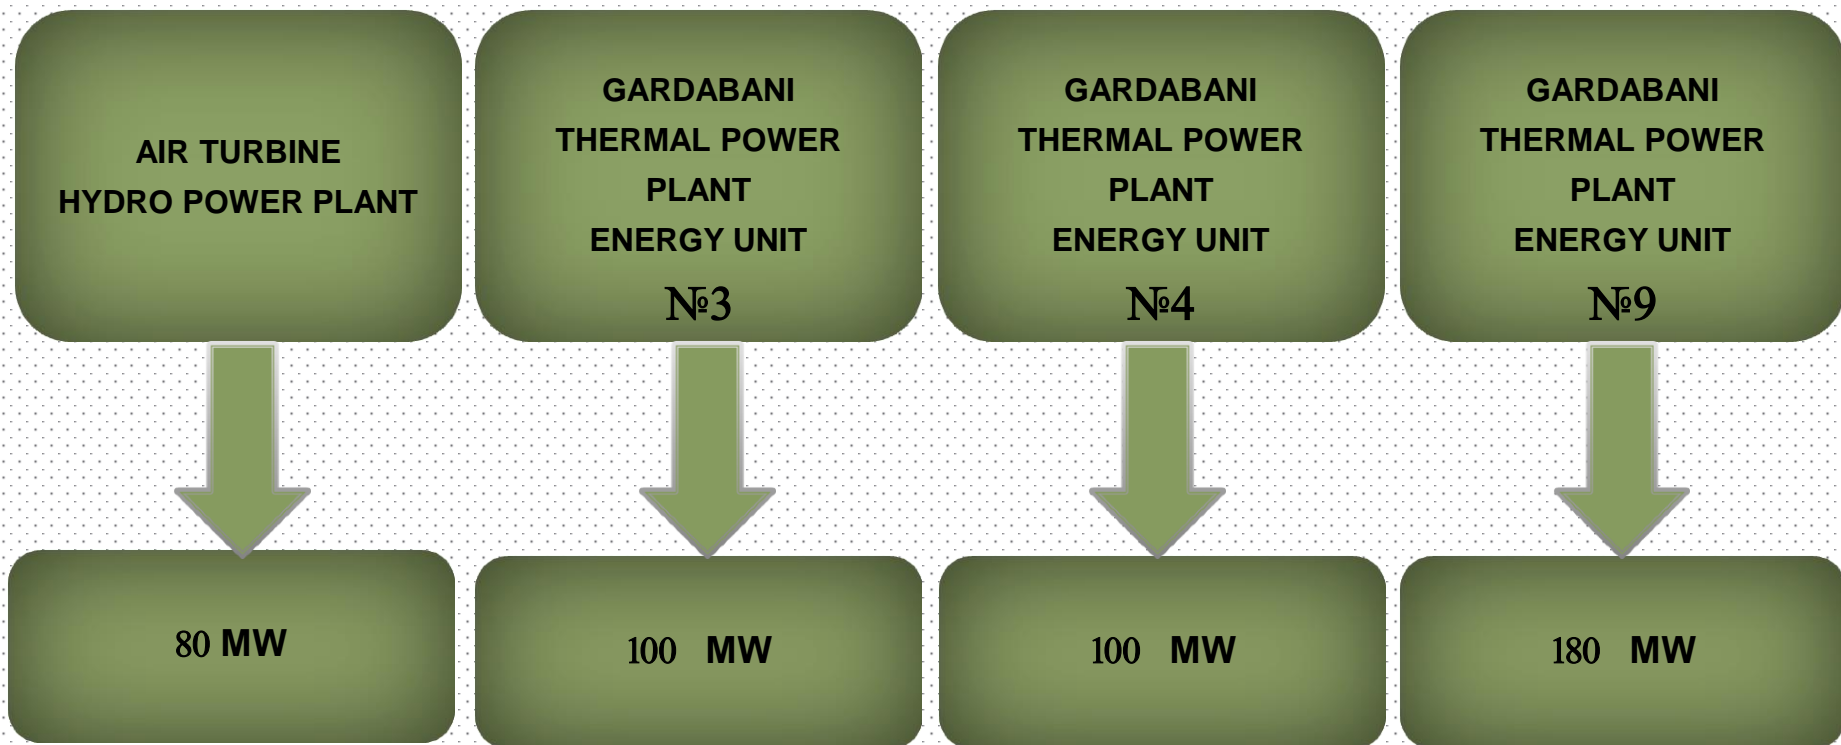 AIR TURBINE
HYDRO POWER PLANT
GARDABANI
THERMAL POWER
PLANT
ENERGY UNIT
№3
GARDABANI
THERMAL POWER
PLANT
ENERGY UNIT
№4
GARDABANI
THERMAL POWER
PLANT
ENERGY UNIT
№9
80 MW
100 MW
100 MW
180 MW